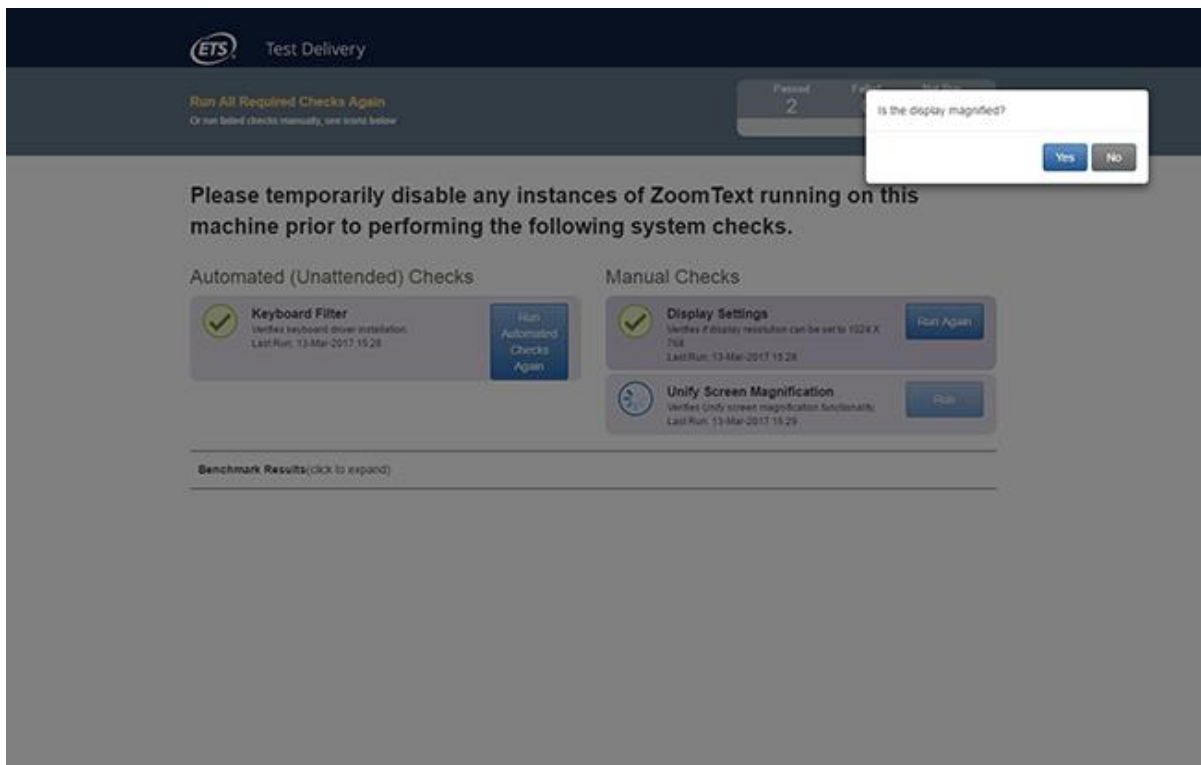 ETS Test Delivery
Run All Required Checks Again
Or run failed checks manually, see icons below
Passed
2
Is the display magnified?
Yes No
Please temporarily disable any instances of ZoomText running on this
machine prior to performing the following system checks.
Automated (Unattended) Checks
Keyboard Filter
Verifies keyboard driver installation.
Last Run: 13-Mar-2017 15:28
Run
Automated
Checks
Again
Manual Checks
Display Settings
Verifies if display resolution can be set to 1024 X
768
Last Run: 13-Mar-2017 15:28
Run Again
Unify Screen Magnification
Verifies Unify screen magnification functionality.
Last Run: 13-Mar-2017 15:29
Run
Benchmark Results(click to expand)